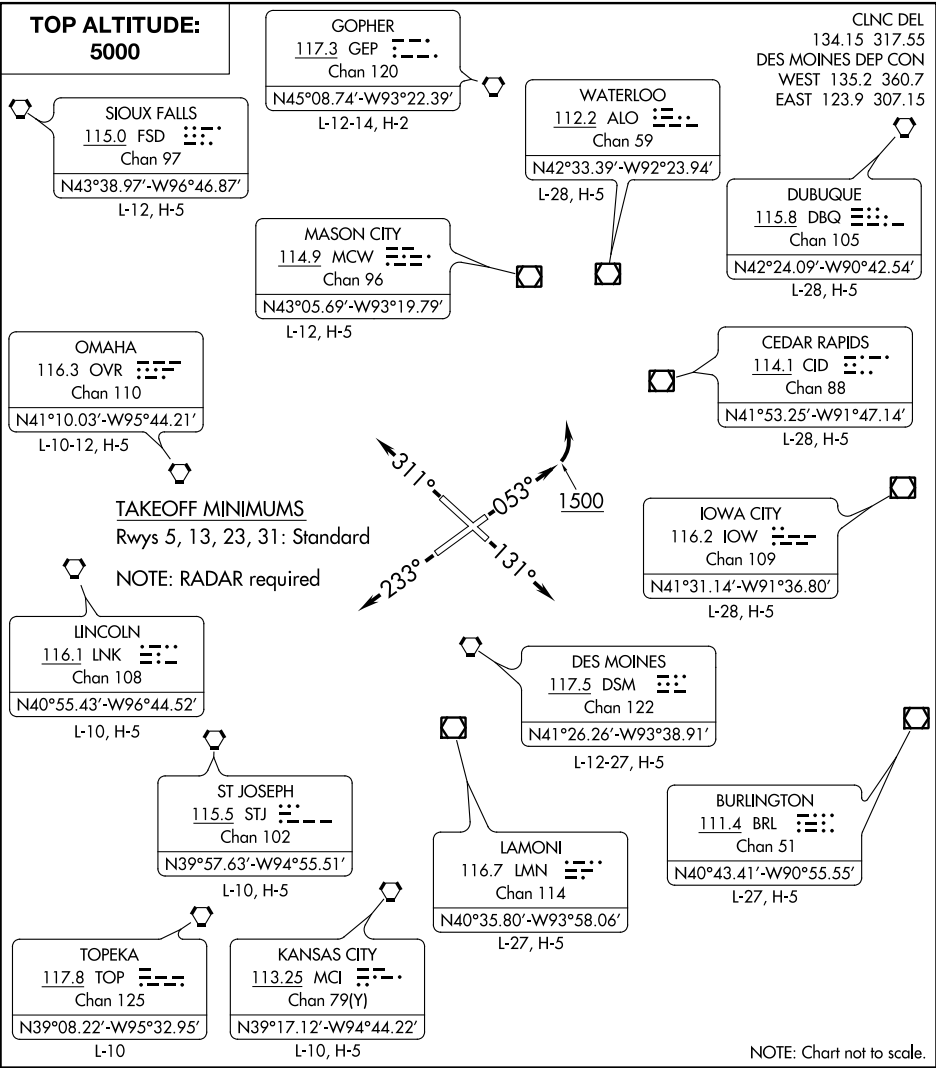 TOP ALTITUDE:
5000
CLNC DEL
134.15 317.55
DES MOINES DEP CON
WEST 135.2 360.7
EAST 123.9 307.15
GOPHER
117.3 GEP
Chan 120
N45°08.74'-W93°22.39'
L-12-14, H-2
SIOUX FALLS
115.0 FSD
Chan 97
N43°38.97'-W96°46.87'
L-12, H-5
WATERLOO
112.2 ALO
Chan 59
N42°33.39'-W92°23.94'
L-28, H-5
DUBUQUE
115.8 DBQ
Chan 105
N42°24.09'-W90°42.54'
L-28, H-5
MASON CITY
114.9 MCW
Chan 96
N43°05.69'-W93°19.79'
L-12, H-5
OMAHA
116.3 OVR
Chan 110
N41°10.03'-W95°44.21'
L-10-12, H-5
CEDAR RAPIDS
114.1 CID
Chan 88
N41°53.25'-W91°47.14'
L-28, H-5
311°
053°
1500
131°
233°
TAKEOFF MINIMUMS
Rwys 5, 13, 23, 31: Standard
NOTE: RADAR required
IOWA CITY
116.2 IOW
Chan 109
N41°31.14'-W91°36.80'
L-28, H-5
LINCOLN
116.1 LNK
Chan 108
N40°55.43'-W96°44.52'
L-10, H-5
DES MOINES
117.5 DSM
Chan 122
N41°26.26'-W93°38.91'
L-12-27, H-5
ST JOSEPH
115.5 STJ
Chan 102
N39°57.63'-W94°55.51'
L-10, H-5
BURLINGTON
111.4 BRL
Chan 51
N40°43.41'-W90°55.55'
L-27, H-5
LAMONI
116.7 LMN
Chan 114
N40°35.80'-W93°58.06'
L-27, H-5
TOPEKA
117.8 TOP
Chan 125
N39°08.22'-W95°32.95'
L-10
KANSAS CITY
113.25 MCI
Chan 79(Y)
N39°17.12'-W94°44.22'
L-10, H-5
NOTE: Chart not to scale.